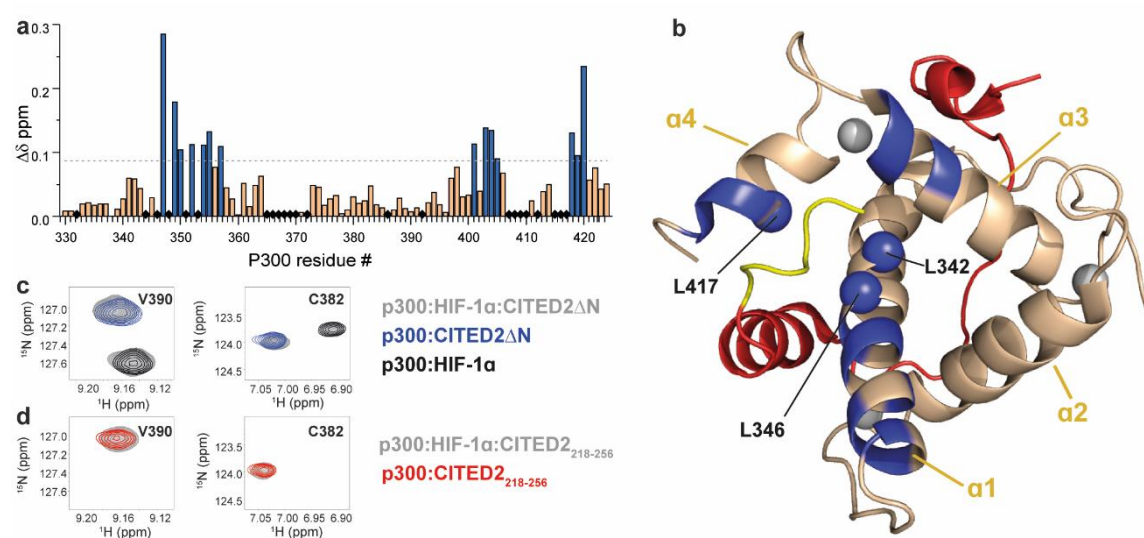 a
0.3
0.2
0.1
0.0
Δδ ppm
330 340 350 360 370 380 390 400 410 420
P300 residue #
b
α4
α3
L417
L342
L346
α2
α1
c
V390
127.0
127.2
127.4
127.6
¹⁵N (ppm)
9.20 9.16 9.12
¹H (ppm)
C382
123.5
124.0
124.5
¹⁵N (ppm)
7.05 7.00 6.95 6.90
p300:HIF-1α:CITED2ΔN
p300:CITED2ΔN
p300:HIF-1α
d
V390
127.0
127.2
127.4
127.6
¹⁵N (ppm)
9.20 9.16 9.12
¹H (ppm)
C382
123.5
124.0
124.5
¹⁵N (ppm)
7.05 7.00 6.95 6.90
¹H (ppm)
p300:HIF-1α:CITED2₂₁₈₋₂₅₆
p300:CITED2₂₁₈₋₂₅₆